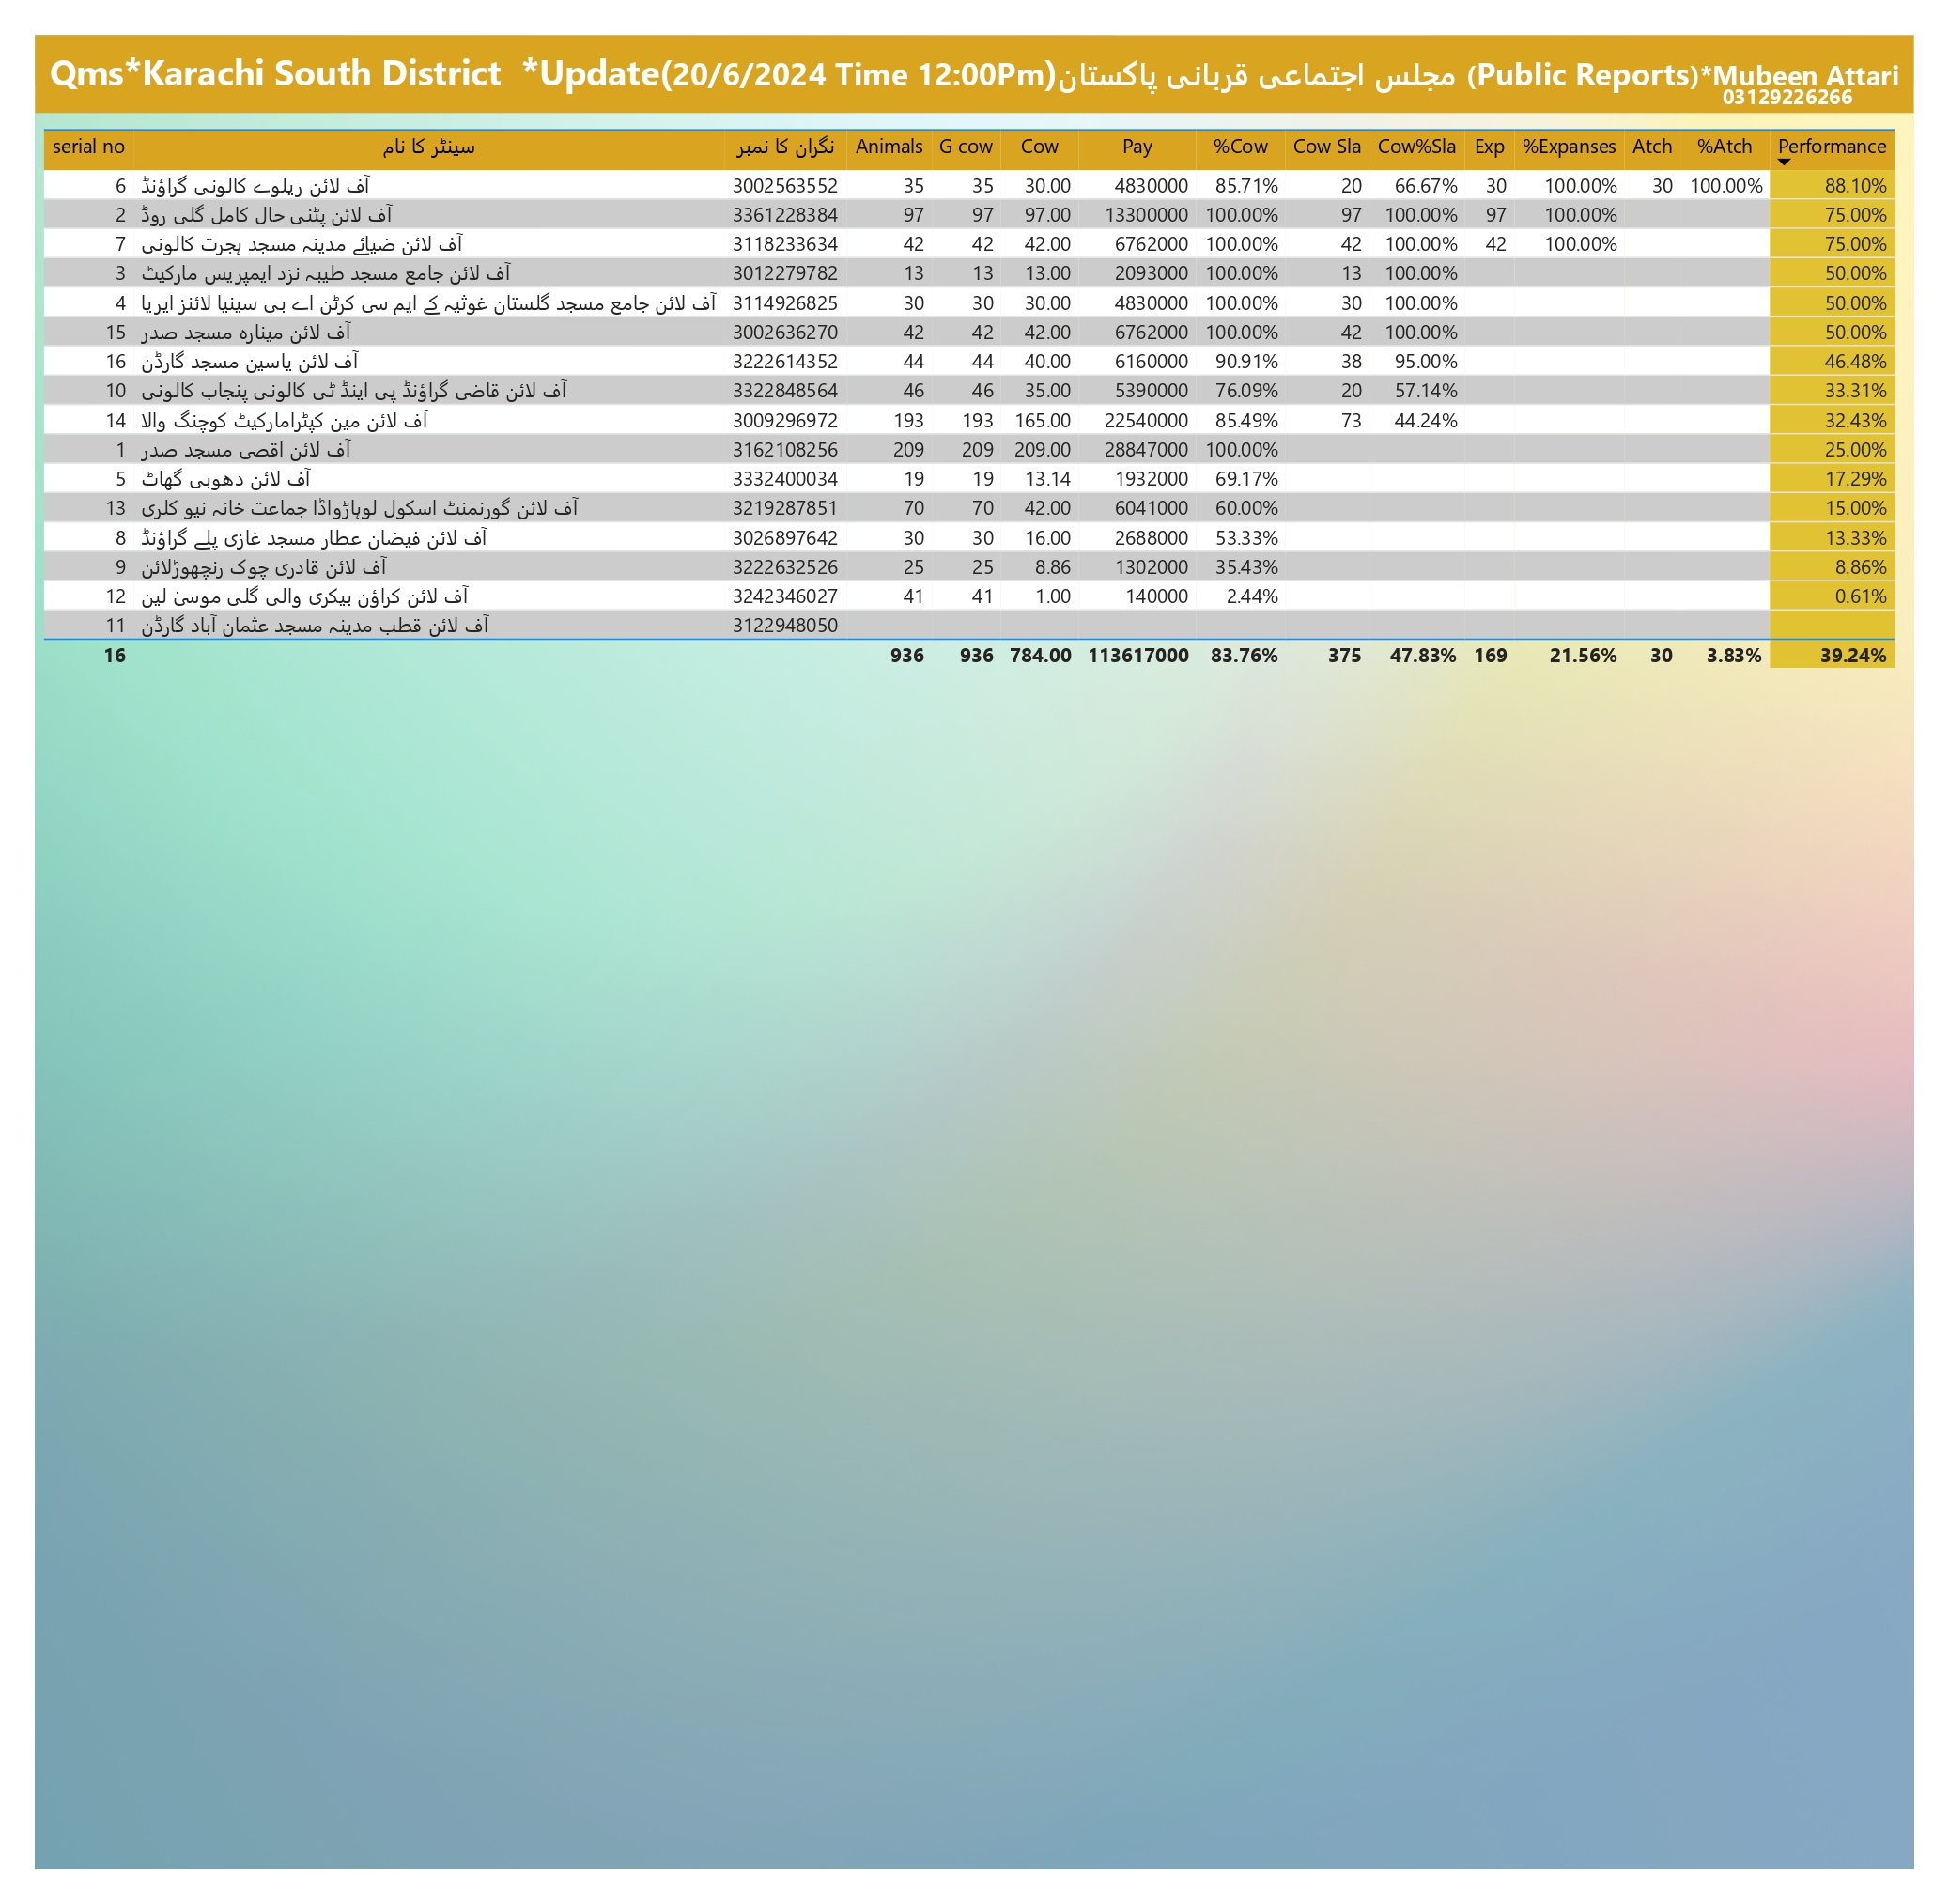 Qms*Karachi South District *Update(20/6/2024 Time 12:00Pm)مجلس اجتماعی قربانی پاکستان (Public Reports)*Mubeen Attari
03129226266
serial no سینٹر کا نام نگران کا نمبر Animals G cow Cow Pay %Cow Cow Sla Cow%Sla Exp %Expanses Atch %Atch Performance
6 آف لائن ریلوے کالونی گراؤنڈ 3002563552 35 35 30.00 4830000 85.71% 20 66.67% 30 100.00% 30 100.00% 88.10%
2 آف لائن پٹنی حال کامل گلی روڈ 3361228384 97 97 97.00 13300000 100.00% 97 100.00% 97 100.00% 75.00%
7 آف لائن ضیائے مدینہ مسجد ہجرت کالونی 3118233634 42 42 42.00 6762000 100.00% 42 100.00% 42 100.00% 75.00%
3 آف لائن جامع مسجد طیبہ نزد ایمپریس مارکیٹ 3012279782 13 13 13.00 2093000 100.00% 13 100.00% 50.00%
4 آف لائن جامع مسجد گلستان غوثیہ کے ایم سی کرٹن اے بی سینیا لائنز ایریا 3114926825 30 30 30.00 4830000 100.00% 30 100.00% 50.00%
15 آف لائن مینارہ مسجد صدر 3002636270 42 42 42.00 6762000 100.00% 42 100.00% 50.00%
16 آف لائن یاسین مسجد گارڈن 3222614352 44 44 40.00 6160000 90.91% 38 95.00% 46.48%
10 آف لائن قاضی گراؤنڈ پی اینڈ ٹی کالونی پنجاب کالونی 3322848564 46 46 35.00 5390000 76.09% 20 57.14% 33.31%
14 آف لائن مین کپٹرامارکیٹ کوچنگ والا 3009296972 193 193 165.00 22540000 85.49% 73 44.24% 32.43%
1 آف لائن اقصی مسجد صدر 3162108256 209 209 209.00 28847000 100.00% 25.00%
5 آف لائن دھوبی گھاٹ 3332400034 19 19 13.14 1932000 69.17% 17.29%
13 آف لائن گورنمنٹ اسکول لوہاڑواڈا جماعت خانہ نیو کلری 3219287851 70 70 42.00 6041000 60.00% 15.00%
8 آف لائن فیضان عطار مسجد غازی پلے گراؤنڈ 3026897642 30 30 16.00 2688000 53.33% 13.33%
9 آف لائن قادری چوک رنچھوڑلائن 3222632526 25 25 8.86 1302000 35.43% 8.86%
12 آف لائن کراؤن بیکری والی گلی موسیٰ لین 3242346027 41 41 1.00 140000 2.44% 0.61%
11 آف لائن قطب مدینہ مسجد عثمان آباد گارڈن 3122948050
16 936 936 784.00 113617000 83.76% 375 47.83% 169 21.56% 30 3.83% 39.24%